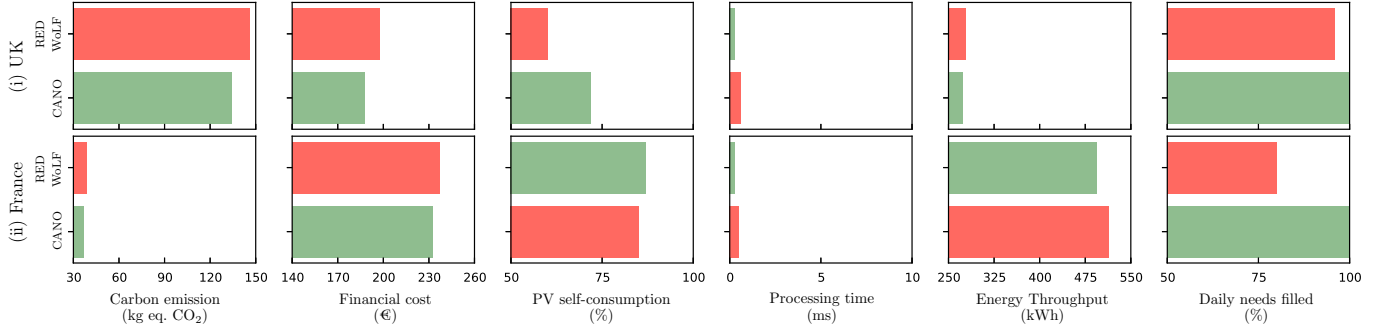 (i) UK
RED
WoLF
CANO
(ii) France
RED
WoLF
CANO
30 60 90 120 150
140 170 200 230 260
50 75 100
0 5 10
250 325 400 475 550
50 75 100
Carbon emission
(kg eq. CO₂)
Financial cost
(€)
PV self-consumption
(%)
Processing time
(ms)
Energy Throughput
(kWh)
Daily needs filled
(%)